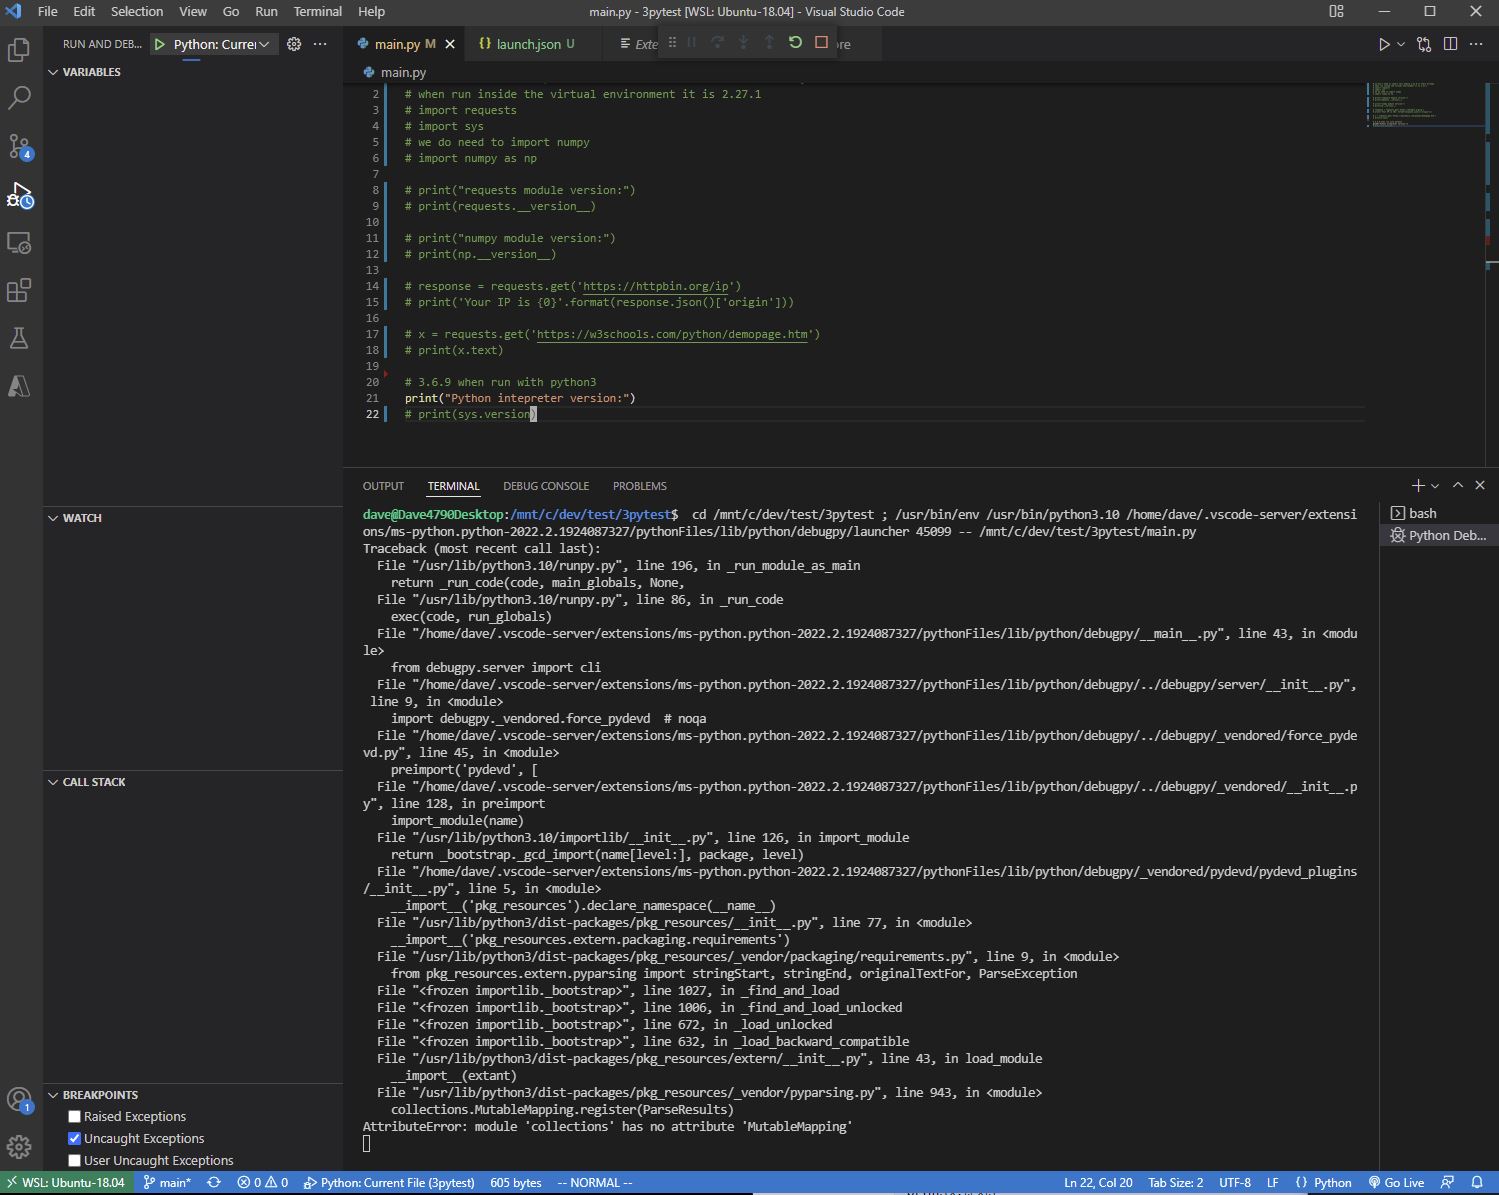 File Edit Selection View Go Run Terminal Help
main.py - 3pytest [WSL: Ubuntu-18.04] - Visual Studio Code
RUN AND DEB... Python: Currer
main.py M
launch.json U
Exte
ore
VARIABLES
main.py
2 # when run inside the virtual environment it is 2.27.1
3 # import requests
4 # import sys
5 # we do need to import numpy
6 # import numpy as np
7
8 # print("requests module version:")
9 # print(requests.__version__)
10
11 # print("numpy module version:")
12 # print(np.__version__)
13
14 # response = requests.get('https://httpbin.org/ip')
15 # print('Your IP is {0}'.format(response.json()['origin']))
16
17 # x = requests.get('https://w3schools.com/python/demopage.htm')
18 # print(x.text)
19
20 # 3.6.9 when run with python3
21 print("Python intepreter version:")
22 # print(sys.version)
4
WATCH
CALL STACK
BREAKPOINTS
Raised Exceptions
Uncaught Exceptions
User Uncaught Exceptions
1
OUTPUT TERMINAL DEBUG CONSOLE PROBLEMS
bash
Python Deb...
dave@Dave4790Desktop:/mnt/c/dev/test/3pytest$ cd /mnt/c/dev/test/3pytest ; /usr/bin/env /usr/bin/python3.10 /home/dave/.vscode-server/extensi
ons/ms-python.python-2022.2.1924087327/pythonFiles/lib/python/debugpy/launcher 45099 -- /mnt/c/dev/test/3pytest/main.py
Traceback (most recent call last):
File "/usr/lib/python3.10/runpy.py", line 196, in _run_module_as_main
return _run_code(code, main_globals, None,
File "/usr/lib/python3.10/runpy.py", line 86, in _run_code
exec(code, run_globals)
File "/home/dave/.vscode-server/extensions/ms-python.python-2022.2.1924087327/pythonFiles/lib/python/debugpy/__main__.py", line 43, in <modu
le>
from debugpy.server import cli
File "/home/dave/.vscode-server/extensions/ms-python.python-2022.2.1924087327/pythonFiles/lib/python/debugpy/../debugpy/server/__init__.py",
line 9, in <module>
import debugpy._vendored.force_pydevd # noqa
File "/home/dave/.vscode-server/extensions/ms-python.python-2022.2.1924087327/pythonFiles/lib/python/debugpy/../debugpy/_vendored/force_pyde
vd.py", line 45, in <module>
preimport('pydevd', [
File "/home/dave/.vscode-server/extensions/ms-python.python-2022.2.1924087327/pythonFiles/lib/python/debugpy/../debugpy/_vendored/__init__.p
y", line 128, in preimport
import_module(name)
File "/usr/lib/python3.10/importlib/__init__.py", line 126, in import_module
return _bootstrap._gcd_import(name[level:], package, level)
File "/home/dave/.vscode-server/extensions/ms-python.python-2022.2.1924087327/pythonFiles/lib/python/debugpy/_vendored/pydevd/pydevd_plugins
/__init__.py", line 5, in <module>
__import__('pkg_resources').declare_namespace(__name__)
File "/usr/lib/python3/dist-packages/pkg_resources/__init__.py", line 77, in <module>
__import__('pkg_resources.extern.packaging.requirements')
File "/usr/lib/python3/dist-packages/pkg_resources/_vendor/packaging/requirements.py", line 9, in <module>
from pkg_resources.extern.pyparsing import stringStart, stringEnd, originalTextFor, ParseException
File "<frozen importlib._bootstrap>", line 1027, in _find_and_load
File "<frozen importlib._bootstrap>", line 1006, in _find_and_load_unlocked
File "<frozen importlib._bootstrap>", line 672, in _load_unlocked
File "<frozen importlib._bootstrap>", line 632, in _load_backward_compatible
File "/usr/lib/python3/dist-packages/pkg_resources/extern/__init__.py", line 43, in load_module
__import__(extant)
File "/usr/lib/python3/dist-packages/pkg_resources/_vendor/pyparsing.py", line 943, in <module>
collections.MutableMapping.register(ParseResults)
AttributeError: module 'collections' has no attribute 'MutableMapping'
WSL: Ubuntu-18.04 main* 0 0 Python: Current File (3pytest) 605 bytes -- NORMAL -- Ln 22, Col 20 Tab Size: 2 UTF-8 LF { } Python Go Live